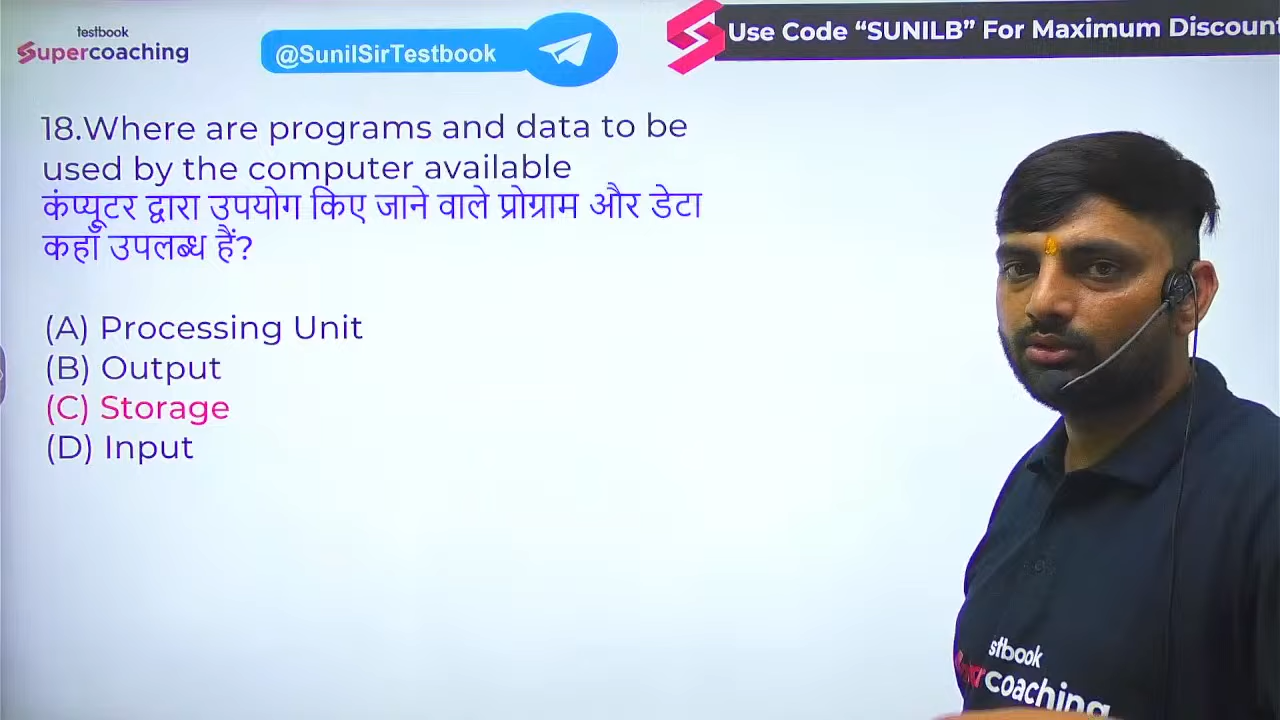 testbook
Supercoaching
@SunilSirTestbook
Use Code “SUNILB” For Maximum Discount
18.Where are programs and data to be
used by the computer available
कंप्यूटर द्वारा उपयोग किए जाने वाले प्रोग्राम और डेटा
कहाँ उपलब्ध हैं?
(A) Processing Unit
(B) Output
(C) Storage
(D) Input
stbook
coaching